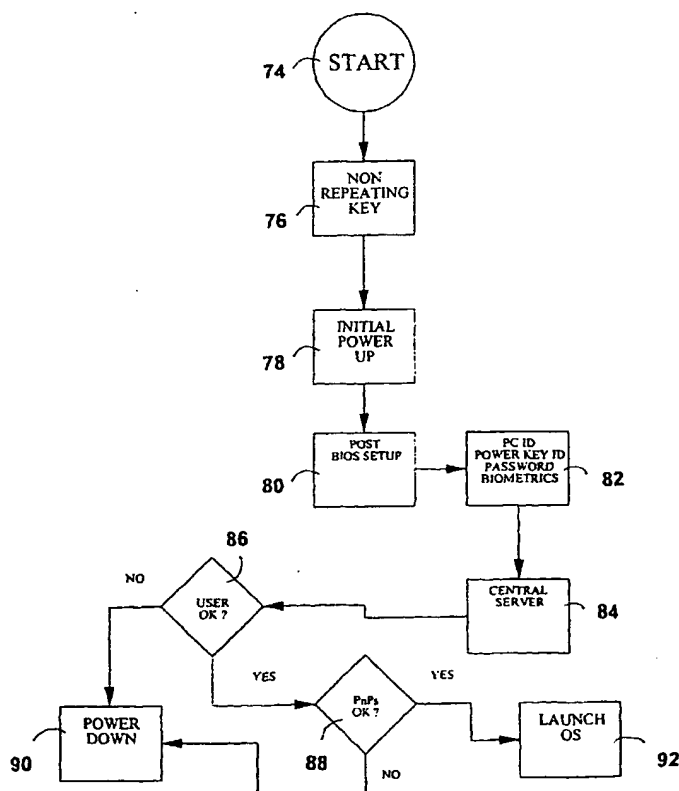 74
START
76
NON
REPEATING
KEY
78
INITIAL
POWER
UP
80
POST
BIOS SETUP
PC ID
POWER KEY ID
PASSWORD
BIOMETRICS
82
86
NO
USER
OK ?
CENTRAL
SERVER
84
YES
PnPs
OK ?
YES
90
POWER
DOWN
88
NO
LAUNCH
OS
92